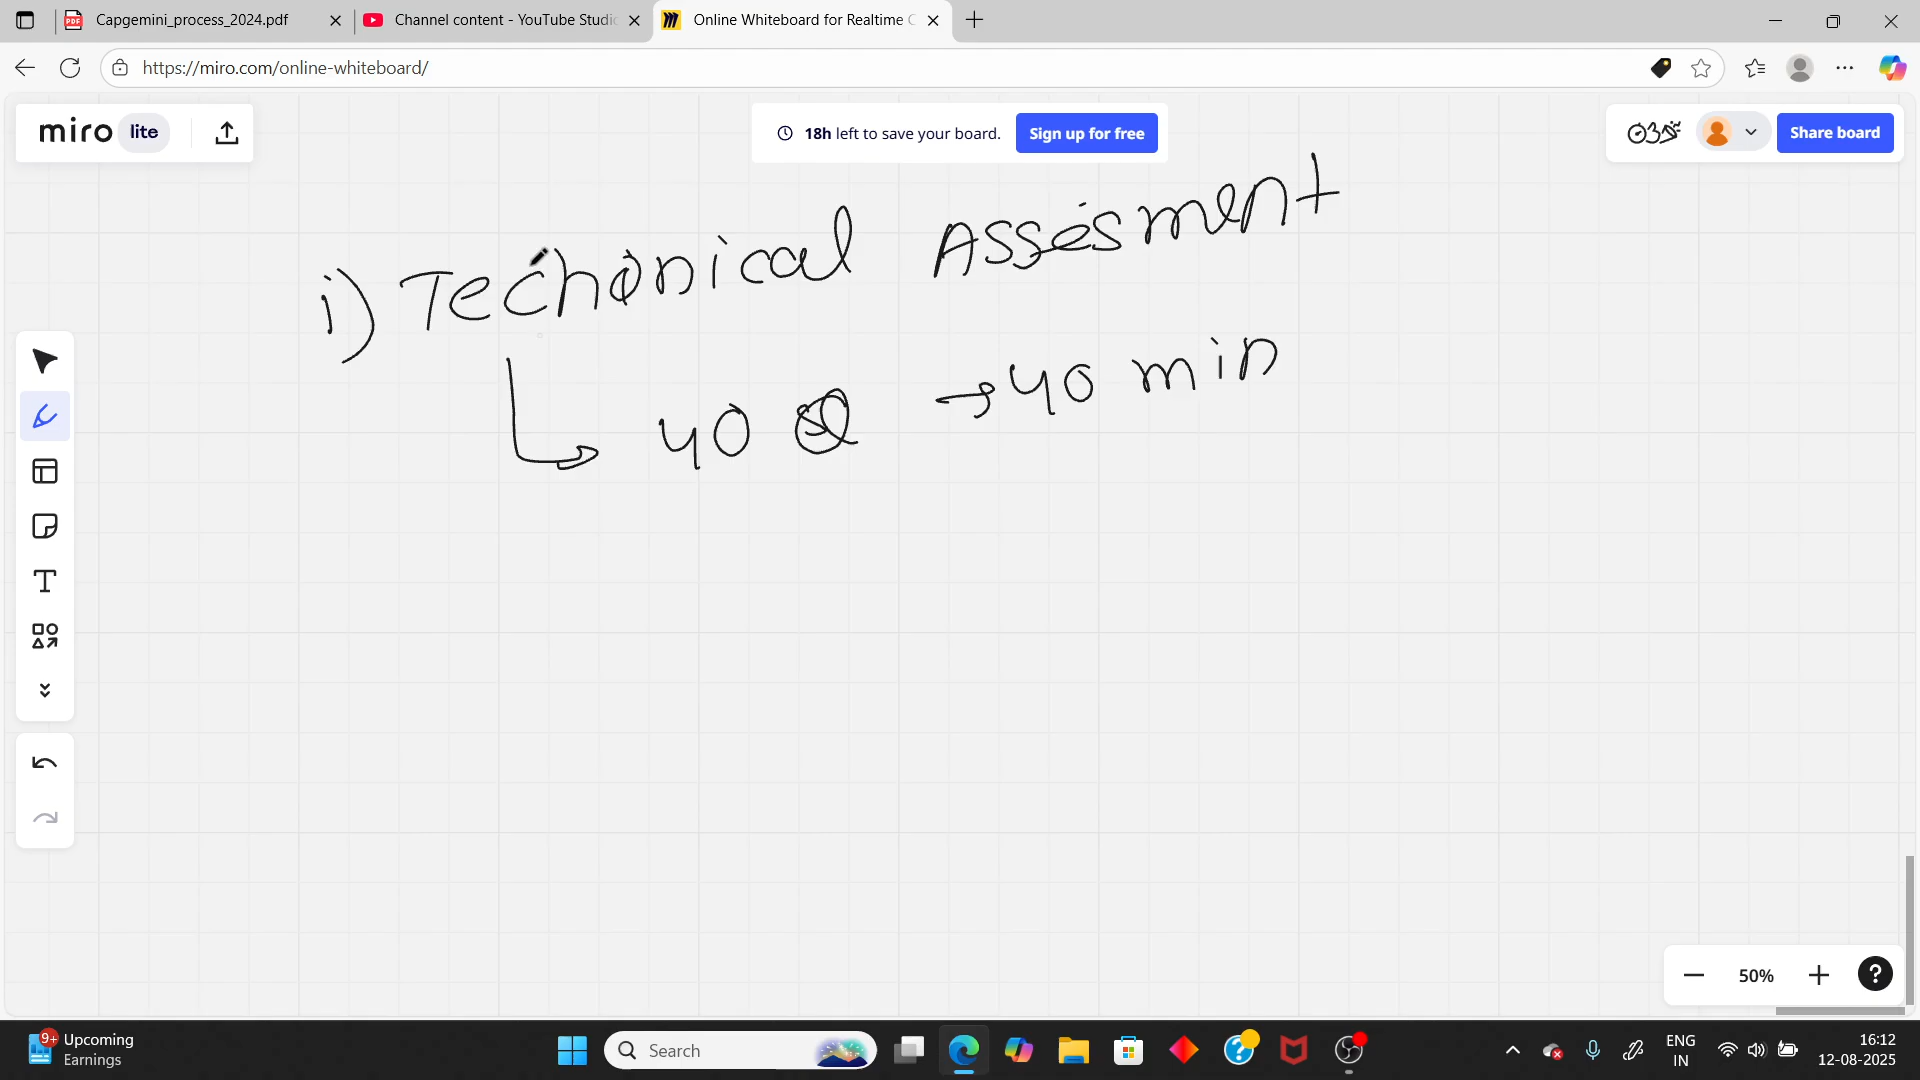 Capgemini_process_2024.pdf
Channel content - YouTube Studi
Online Whiteboard for Realtime C
https://miro.com/online-whiteboard/
miro lite
18h left to save your board.
Sign up for free
Share board
i) Techonical Assesment
40 Q → 40 min
50%
9+
Upcoming
Earnings
Search
ENG
IN
16:12
12-08-2025